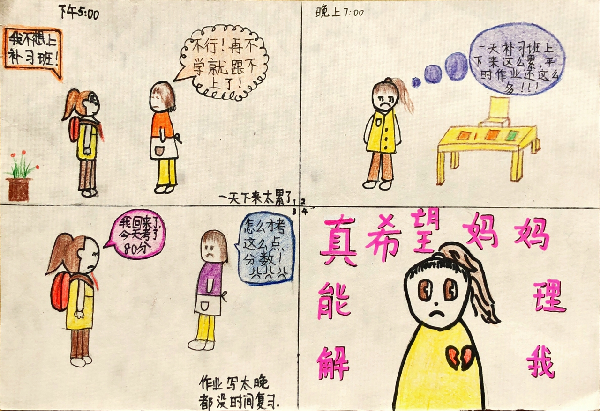 下午5:00
我不想上
补习班!
不行!再不
学就跟不
上了!
一天下来太累了
晚上7:00
一天补习班上
下来这么累,平
时作业还这么
多!!!
1 2
3 4
我回来了
今天考了
80分
怎么才考
这么点
分数!
作业写太晚
都没时间复习.
真希望妈妈
能理
解我